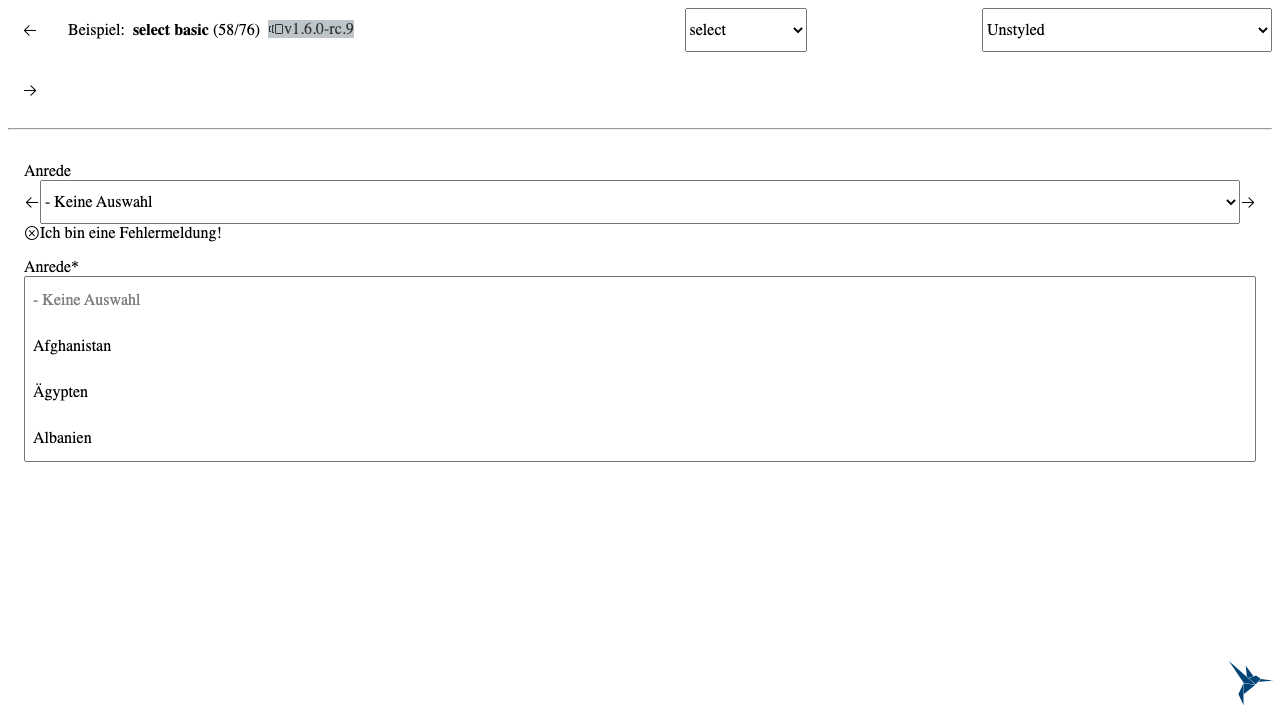 Beispiel: select basic (58/76) v1.6.0-rc.9 select Unstyled
Anrede
- Keine Auswahl
Ich bin eine Fehlermeldung!
Anrede*
- Keine Auswahl
Afghanistan
Ägypten
Albanien